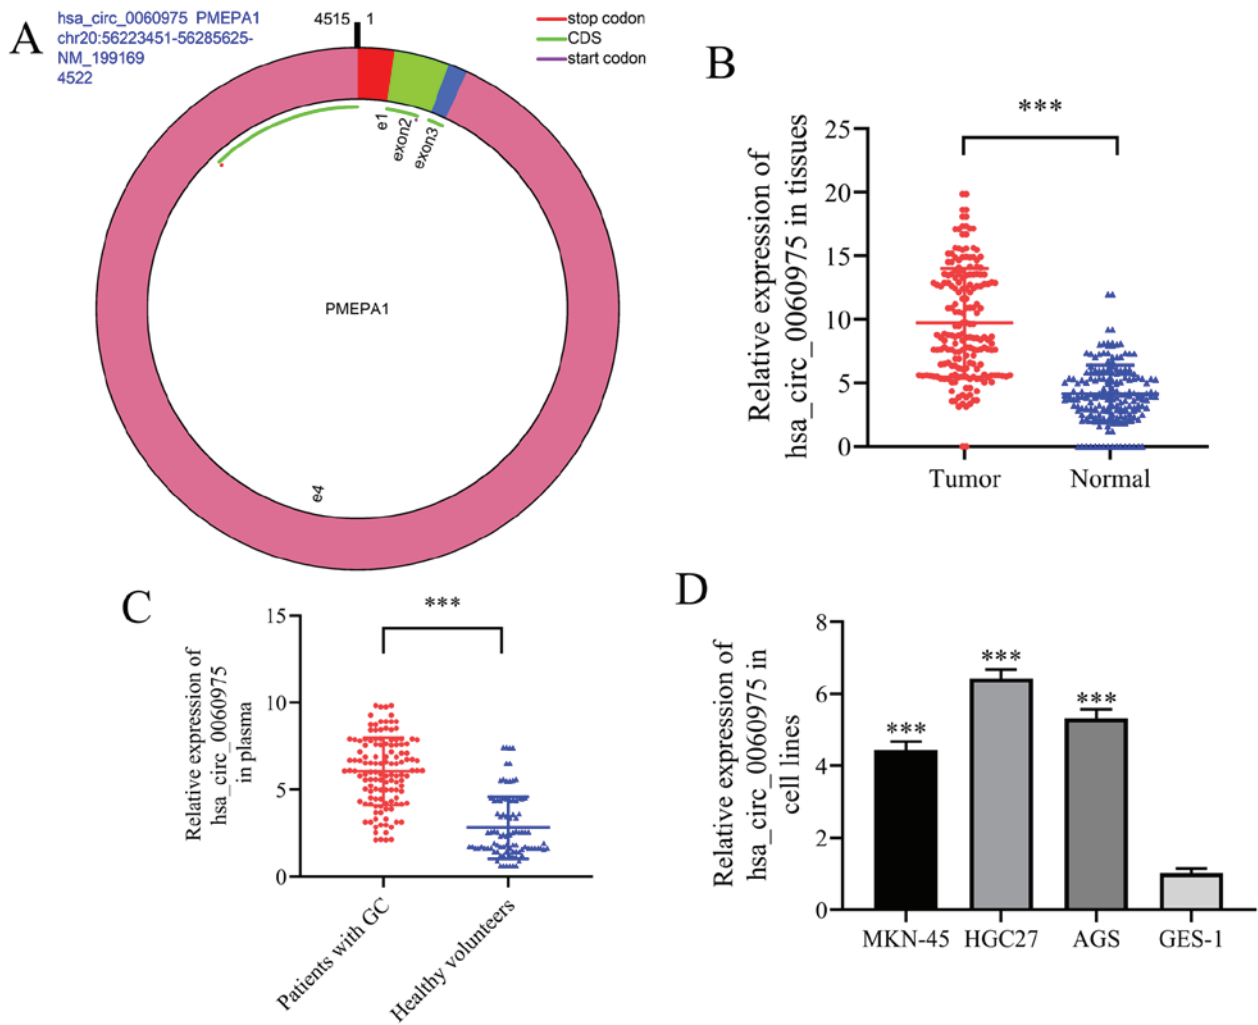 A
hsa_circ_0060975 PMEPA1
chr20:56223451-56285625-
NM_199169
4522
4515 1
stop codon
CDS
start codon
e1
exon2
exon3
PMEPA1
e4
B
Relative expression of
hsa_circ_0060975 in tissues
***
25
20
15
10
5
0
Tumor Normal
C
Relative expression of
hsa_circ_0060975
in plasma
***
15
10
5
0
Patients with GC
Healthy volunteers
D
Relative expression of
hsa_circ_0060975 in
cell lines
8
6
4
2
0
***
***
***
MKN-45 HGC27 AGS GES-1